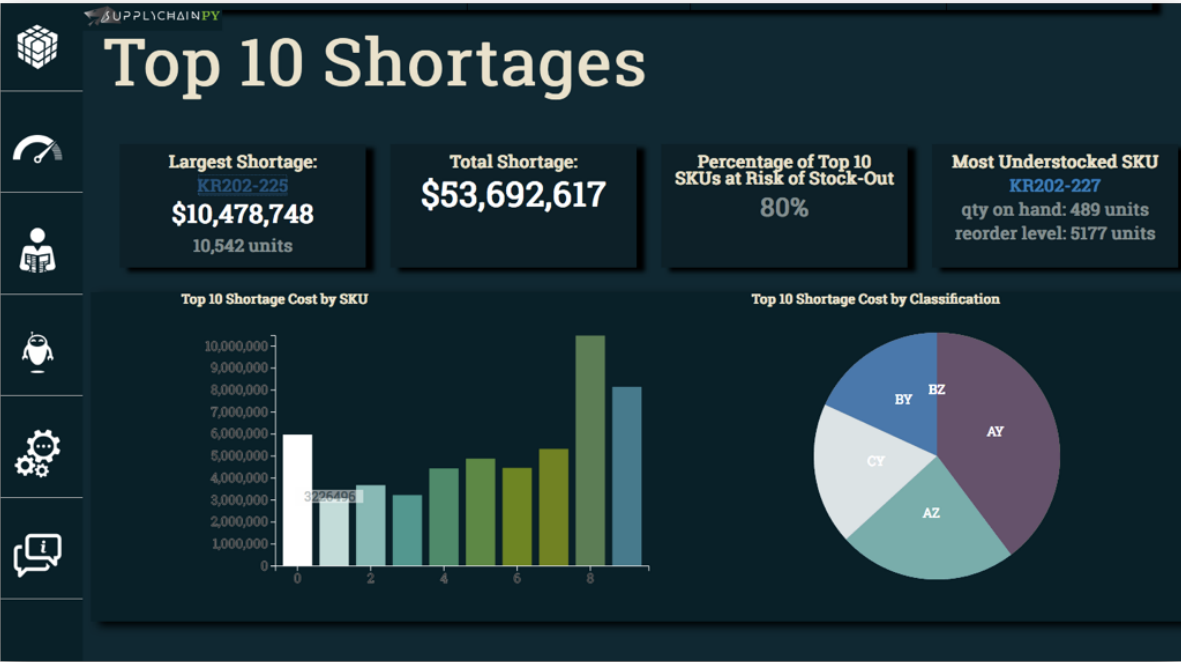 SUPPLYCHAINPY
Top 10 Shortages
Largest Shortage:
KR202-225
$10,478,748
10,542 units
Total Shortage:
$53,692,617
Percentage of Top 10
SKUs at Risk of Stock-Out
80%
Most Understocked SKU
KR202-227
qty on hand: 489 units
reorder level: 5177 units
Top 10 Shortage Cost by SKU
10,000,000
9,000,000
8,000,000
7,000,000
6,000,000
5,000,000
4,000,000
3,000,000
2,000,000
1,000,000
0
3226496
0 2 4 6 8
Top 10 Shortage Cost by Classification
BZ
BY
AY
CY
AZ
i